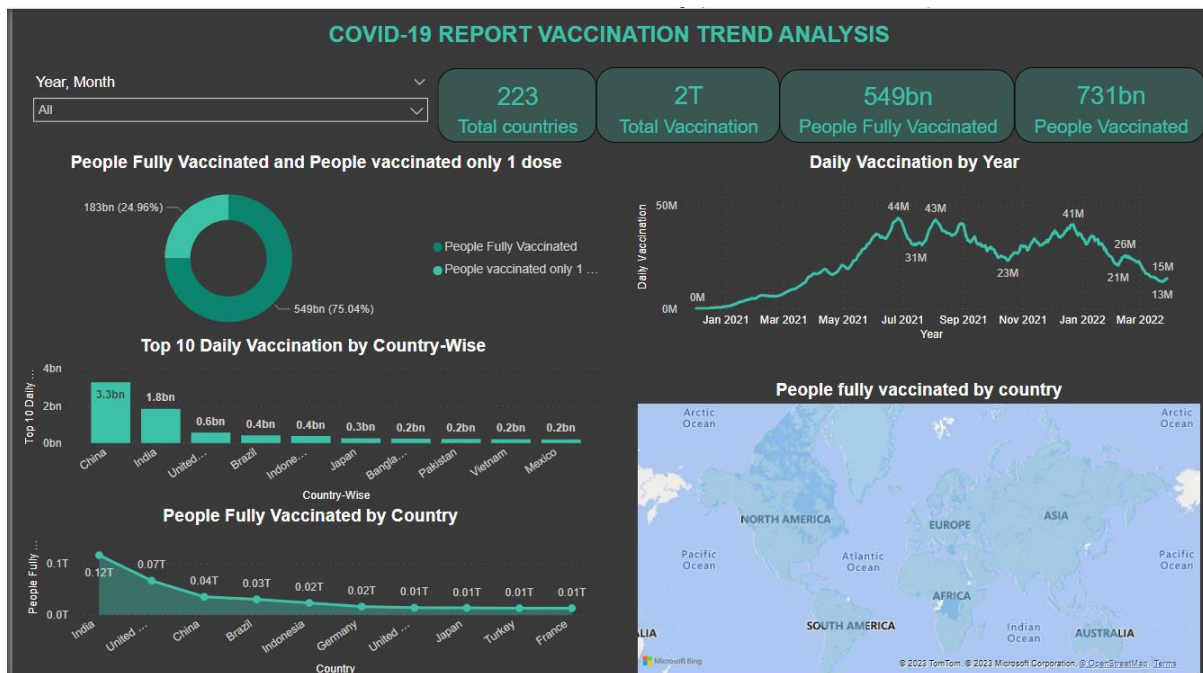 COVID-19 REPORT VACCINATION TREND ANALYSIS
Year, Month
All
223
Total countries
2T
Total Vaccination
549bn
People Fully Vaccinated
731bn
People Vaccinated
People Fully Vaccinated and People vaccinated only 1 dose
183bn (24.96%)
549bn (75.04%)
People Fully Vaccinated
People vaccinated only 1 ...
Daily Vaccination by Year
Daily Vaccination
50M
0M
0M
44M
31M
43M
23M
41M
21M
26M
13M
15M
Jan 2021
Mar 2021
May 2021
Jul 2021
Sep 2021
Nov 2021
Jan 2022
Mar 2022
Year
Top 10 Daily Vaccination by Country-Wise
Top 10 Daily ...
4bn
2bn
0bn
3.3bn
1.8bn
0.6bn
0.4bn
0.4bn
0.3bn
0.2bn
0.2bn
0.2bn
0.2bn
China
India
United...
Brazil
Indone...
Japan
Bangla...
Pakistan
Vietnam
Mexico
Country-Wise
People Fully Vaccinated by Country
People Fully ...
0.1T
0.0T
0.12T
0.07T
0.04T
0.03T
0.02T
0.02T
0.01T
0.01T
0.01T
0.01T
India
United ...
China
Brazil
Indonesia
Germany
United ...
Japan
Turkey
France
Country
People fully vaccinated by country
Arctic
Ocean
Arctic
Ocean
NORTH AMERICA
EUROPE
ASIA
Pacific
Ocean
Atlantic
Ocean
Pacific
Ocean
AFRICA
SOUTH AMERICA
Indian
Ocean
LIA
AUSTRALIA
Microsoft Bing
© 2023 TomTom, © 2023 Microsoft Corporation, © OpenStreetMap Terms